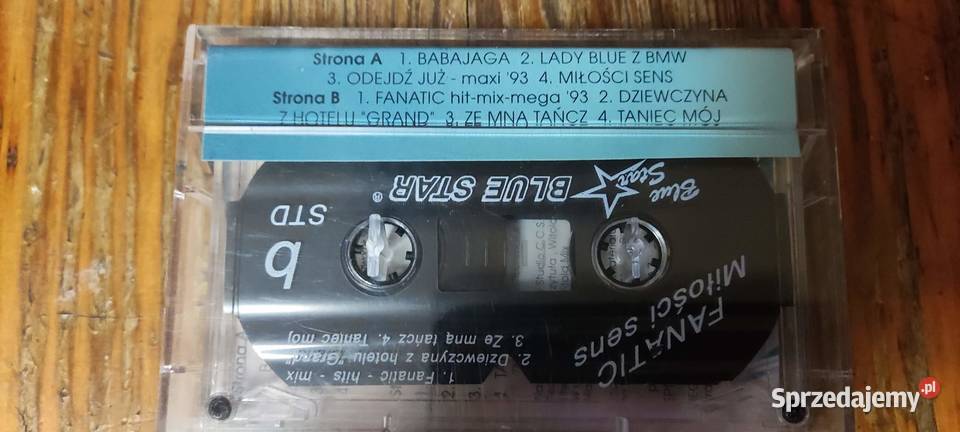 Strona A 1. BABAJAGA 2. LADY BLUE Z BMW
3. ODEJDŹ JUŻ - maxi '93 4. MIŁOŚCI SENS
Strona B 1. FANATIC hit-mix-mega '93 2. DZIEWCZYNA
Z HOTELU "GRAND" 3. ZE MNĄ TAŃCZ 4. TANIEC MÓJ
Blue Star BLUE STAR ®
STD
b
Studio C.C.S.
FANATIC
Miłości sens
1. Fanatic - hits - mix
2. Dziewczyna z hotelu "Grand"
3. Ze mną tańcz 4. Taniec mój
Strona
Sprzedajemy .pl